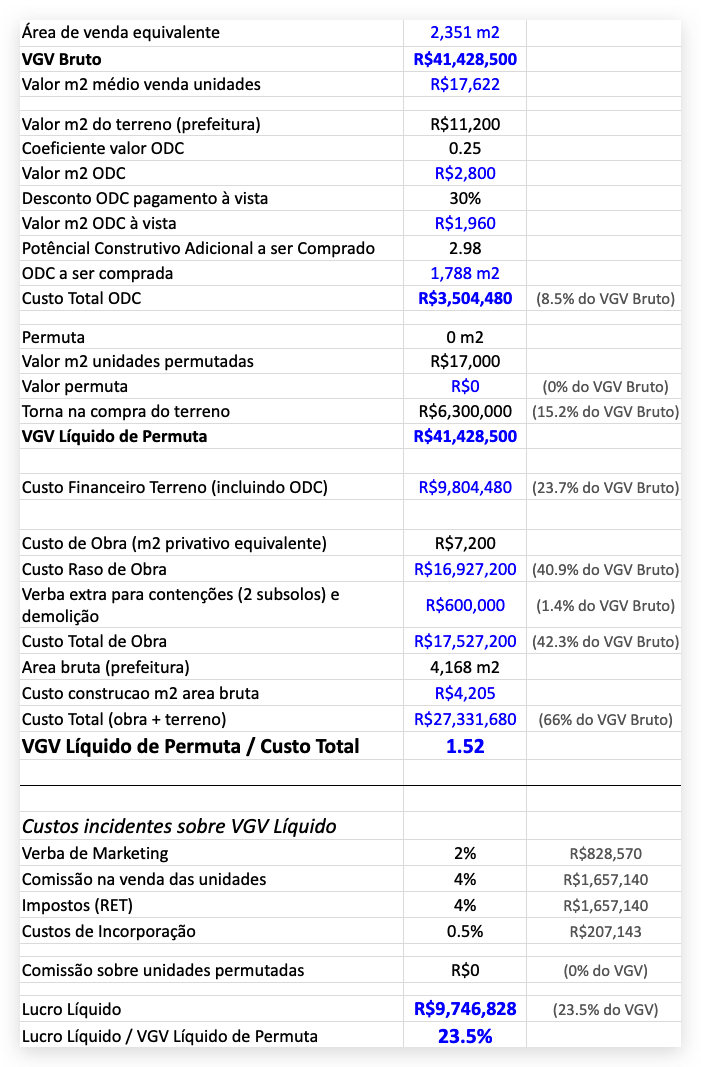 Área de venda equivalente 2,351 m2
VGV Bruto R$41,428,500
Valor m2 médio venda unidades R$17,622
Valor m2 do terreno (prefeitura) R$11,200
Coeficiente valor ODC 0.25
Valor m2 ODC R$2,800
Desconto ODC pagamento à vista 30%
Valor m2 ODC à vista R$1,960
Potêncial Construtivo Adicional a ser Comprado 2.98
ODC a ser comprada 1,788 m2
Custo Total ODC R$3,504,480 (8.5% do VGV Bruto)
Permuta 0 m2
Valor m2 unidades permutadas R$17,000
Valor permuta R$0 (0% do VGV Bruto)
Torna na compra do terreno R$6,300,000 (15.2% do VGV Bruto)
VGV Líquido de Permuta R$41,428,500
Custo Financeiro Terreno (incluindo ODC) R$9,804,480 (23.7% do VGV Bruto)
Custo de Obra (m2 privativo equivalente) R$7,200
Custo Raso de Obra R$16,927,200 (40.9% do VGV Bruto)
Verba extra para contenções (2 subsolos) e
demolição R$600,000 (1.4% do VGV Bruto)
Custo Total de Obra R$17,527,200 (42.3% do VGV Bruto)
Area bruta (prefeitura) 4,168 m2
Custo construcao m2 area bruta R$4,205
Custo Total (obra + terreno) R$27,331,680 (66% do VGV Bruto)
VGV Líquido de Permuta / Custo Total 1.52
Custos incidentes sobre VGV Líquido
Verba de Marketing 2% R$828,570
Comissão na venda das unidades 4% R$1,657,140
Impostos (RET) 4% R$1,657,140
Custos de Incorporação 0.5% R$207,143
Comissão sobre unidades permutadas R$0 (0% do VGV)
Lucro Líquido R$9,746,828 (23.5% do VGV)
Lucro Líquido / VGV Líquido de Permuta 23.5%